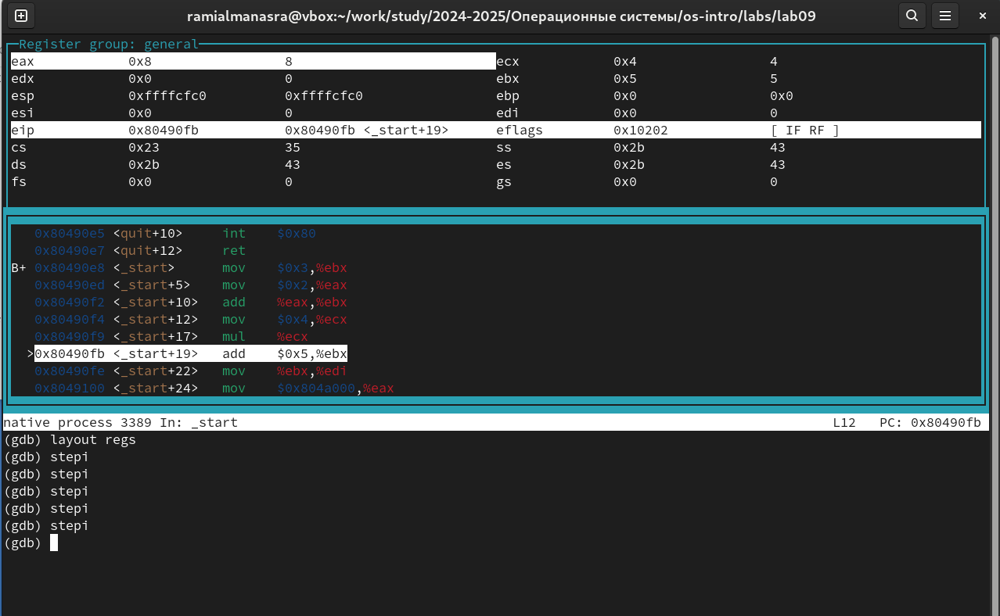 ramialmanasra@vbox:~/work/study/2024-2025/Операционные системы/os-intro/labs/lab09
Register group: general
eax 0x8 8 ecx 0x4 4
edx 0x0 0 ebx 0x5 5
esp 0xffffcfc0 0xffffcfc0 ebp 0x0 0x0
esi 0x0 0 edi 0x0 0
eip 0x80490fb 0x80490fb <_start+19> eflags 0x10202 [ IF RF ]
cs 0x23 35 ss 0x2b 43
ds 0x2b 43 es 0x2b 43
fs 0x0 0 gs 0x0 0
0x80490e5 <quit+10> int $0x80
0x80490e7 <quit+12> ret
B+ 0x80490e8 <_start> mov $0x3,%ebx
0x80490ed <_start+5> mov $0x2,%eax
0x80490f2 <_start+10> add %eax,%ebx
0x80490f4 <_start+12> mov $0x4,%ecx
0x80490f9 <_start+17> mul %ecx
>0x80490fb <_start+19> add $0x5,%ebx
0x80490fe <_start+22> mov %ebx,%edi
0x8049100 <_start+24> mov $0x804a000,%eax
native process 3389 In: _start L12 PC: 0x80490fb
(gdb) layout regs
(gdb) stepi
(gdb) stepi
(gdb) stepi
(gdb) stepi
(gdb) stepi
(gdb)